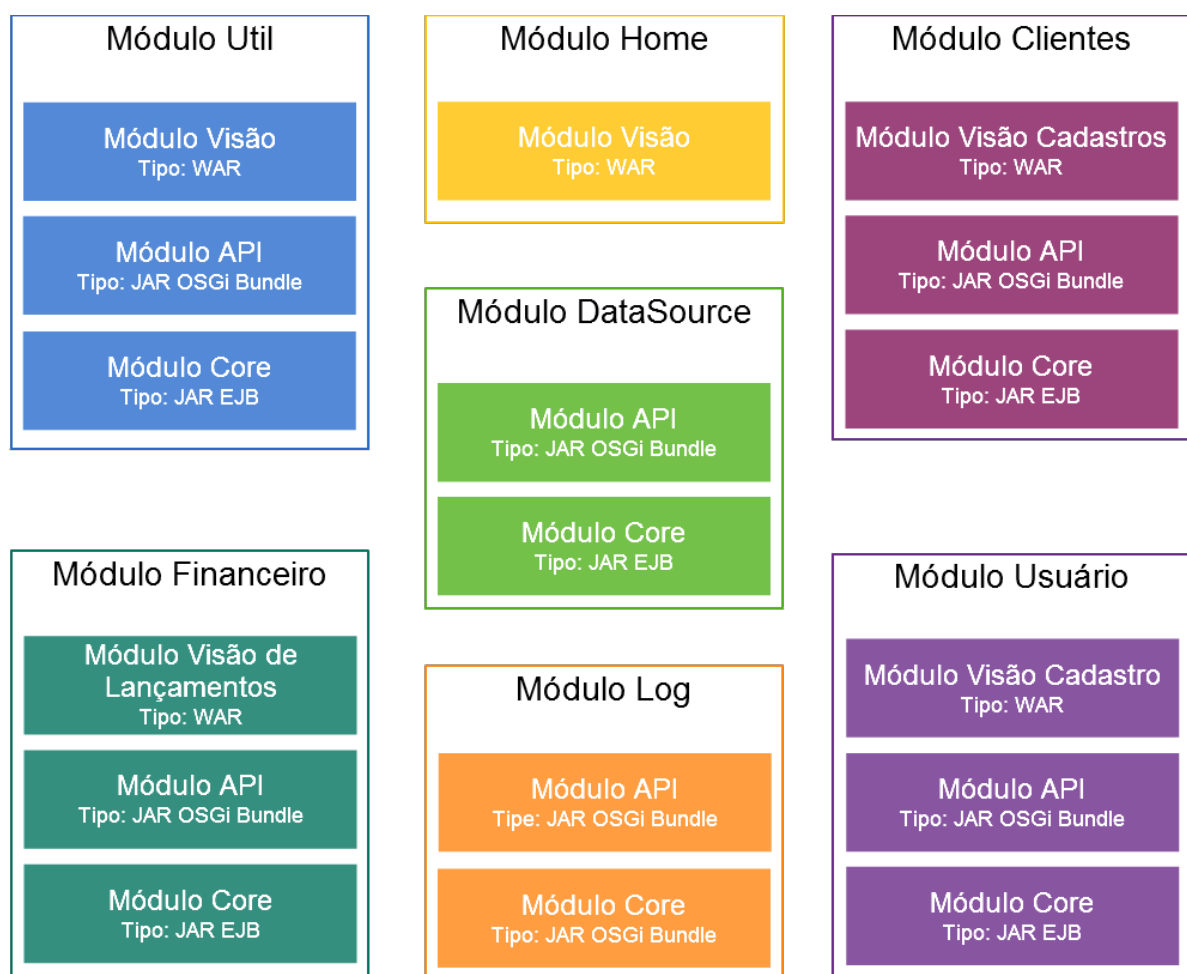 Módulo Util
Módulo Visão
Tipo: WAR
Módulo API
Tipo: JAR OSGi Bundle
Módulo Core
Tipo: JAR EJB
Módulo Home
Módulo Visão
Tipo: WAR
Módulo Clientes
Módulo Visão Cadastros
Tipo: WAR
Módulo API
Tipo: JAR OSGi Bundle
Módulo Core
Tipo: JAR EJB
Módulo DataSource
Módulo API
Tipo: JAR OSGi Bundle
Módulo Core
Tipo: JAR EJB
Módulo Financeiro
Módulo Visão de
Lançamentos
Tipo: WAR
Módulo API
Tipo: JAR OSGi Bundle
Módulo Core
Tipo: JAR EJB
Módulo Log
Módulo API
Tipe: JAR OSGi Bundle
Módulo Core
Tipo: JAR OSGi Bundle
Módulo Usuário
Módulo Visão Cadastro
Tipo: WAR
Módulo API
Tipo: JAR OSGi Bundle
Módulo Core
Tipo: JAR EJB